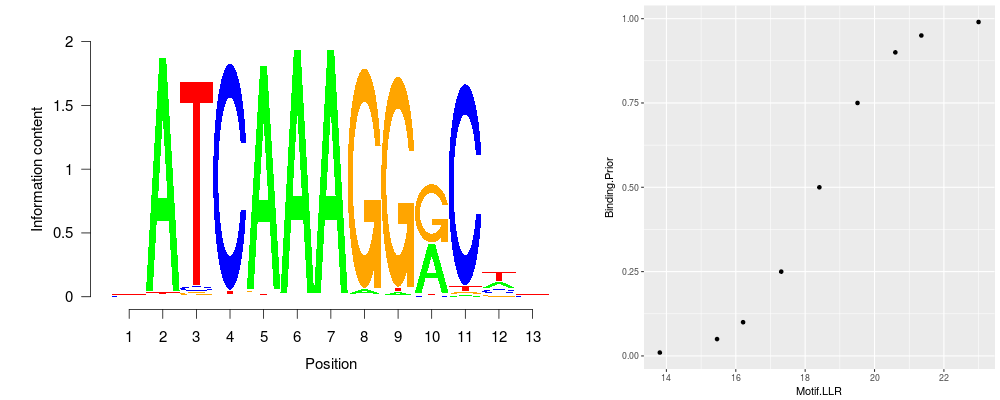 2
1.5
1
0.5
0
Information content
ATCAAAGGGC
A
T
1 2 3 4 5 6 7 8 9 10 11 12 13
Position
1.00
0.75
0.50
0.25
0.00
Binding.Prior
14 16 18 20 22
Motif.LLR